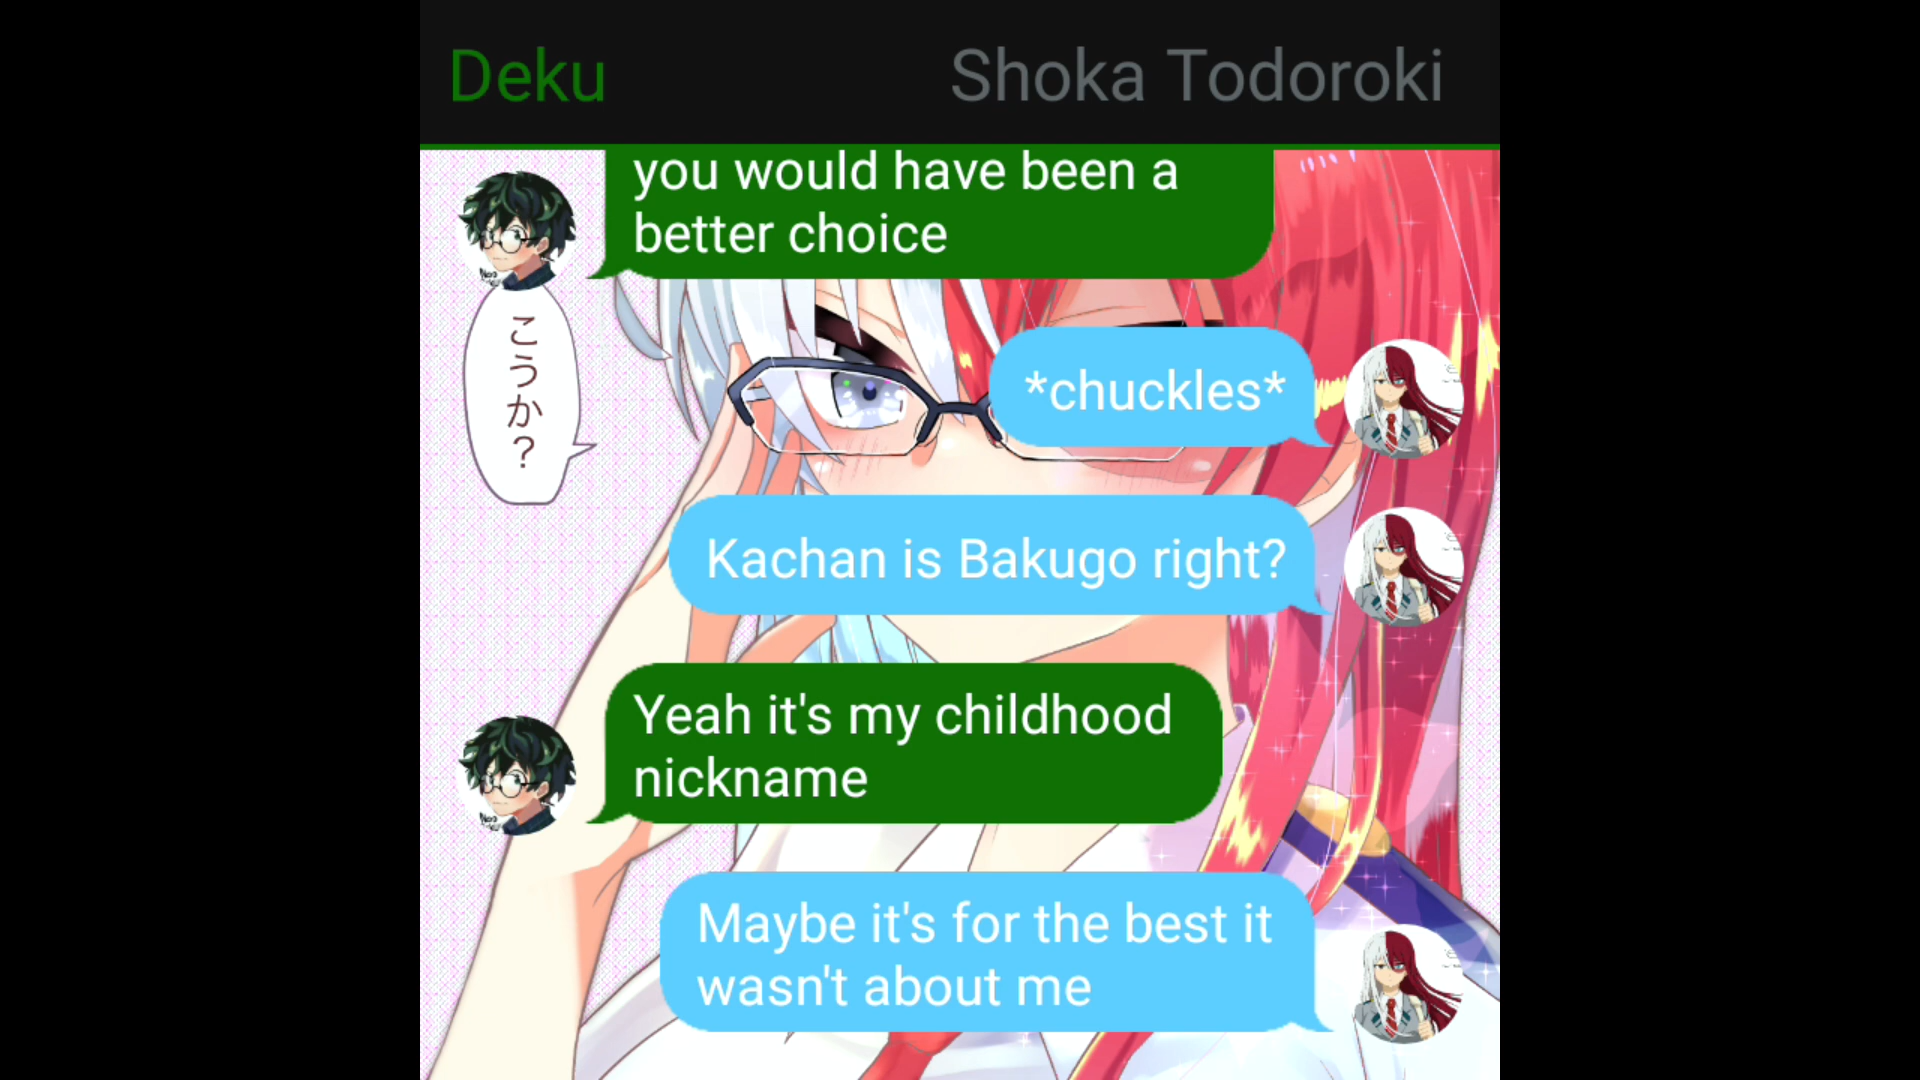 Deku
Shoka Todoroki
you would have been a
better choice
こうか？
*chuckles*
Kachan is Bakugo right?
Yeah it's my childhood
nickname
Maybe it's for the best it
wasn't about me